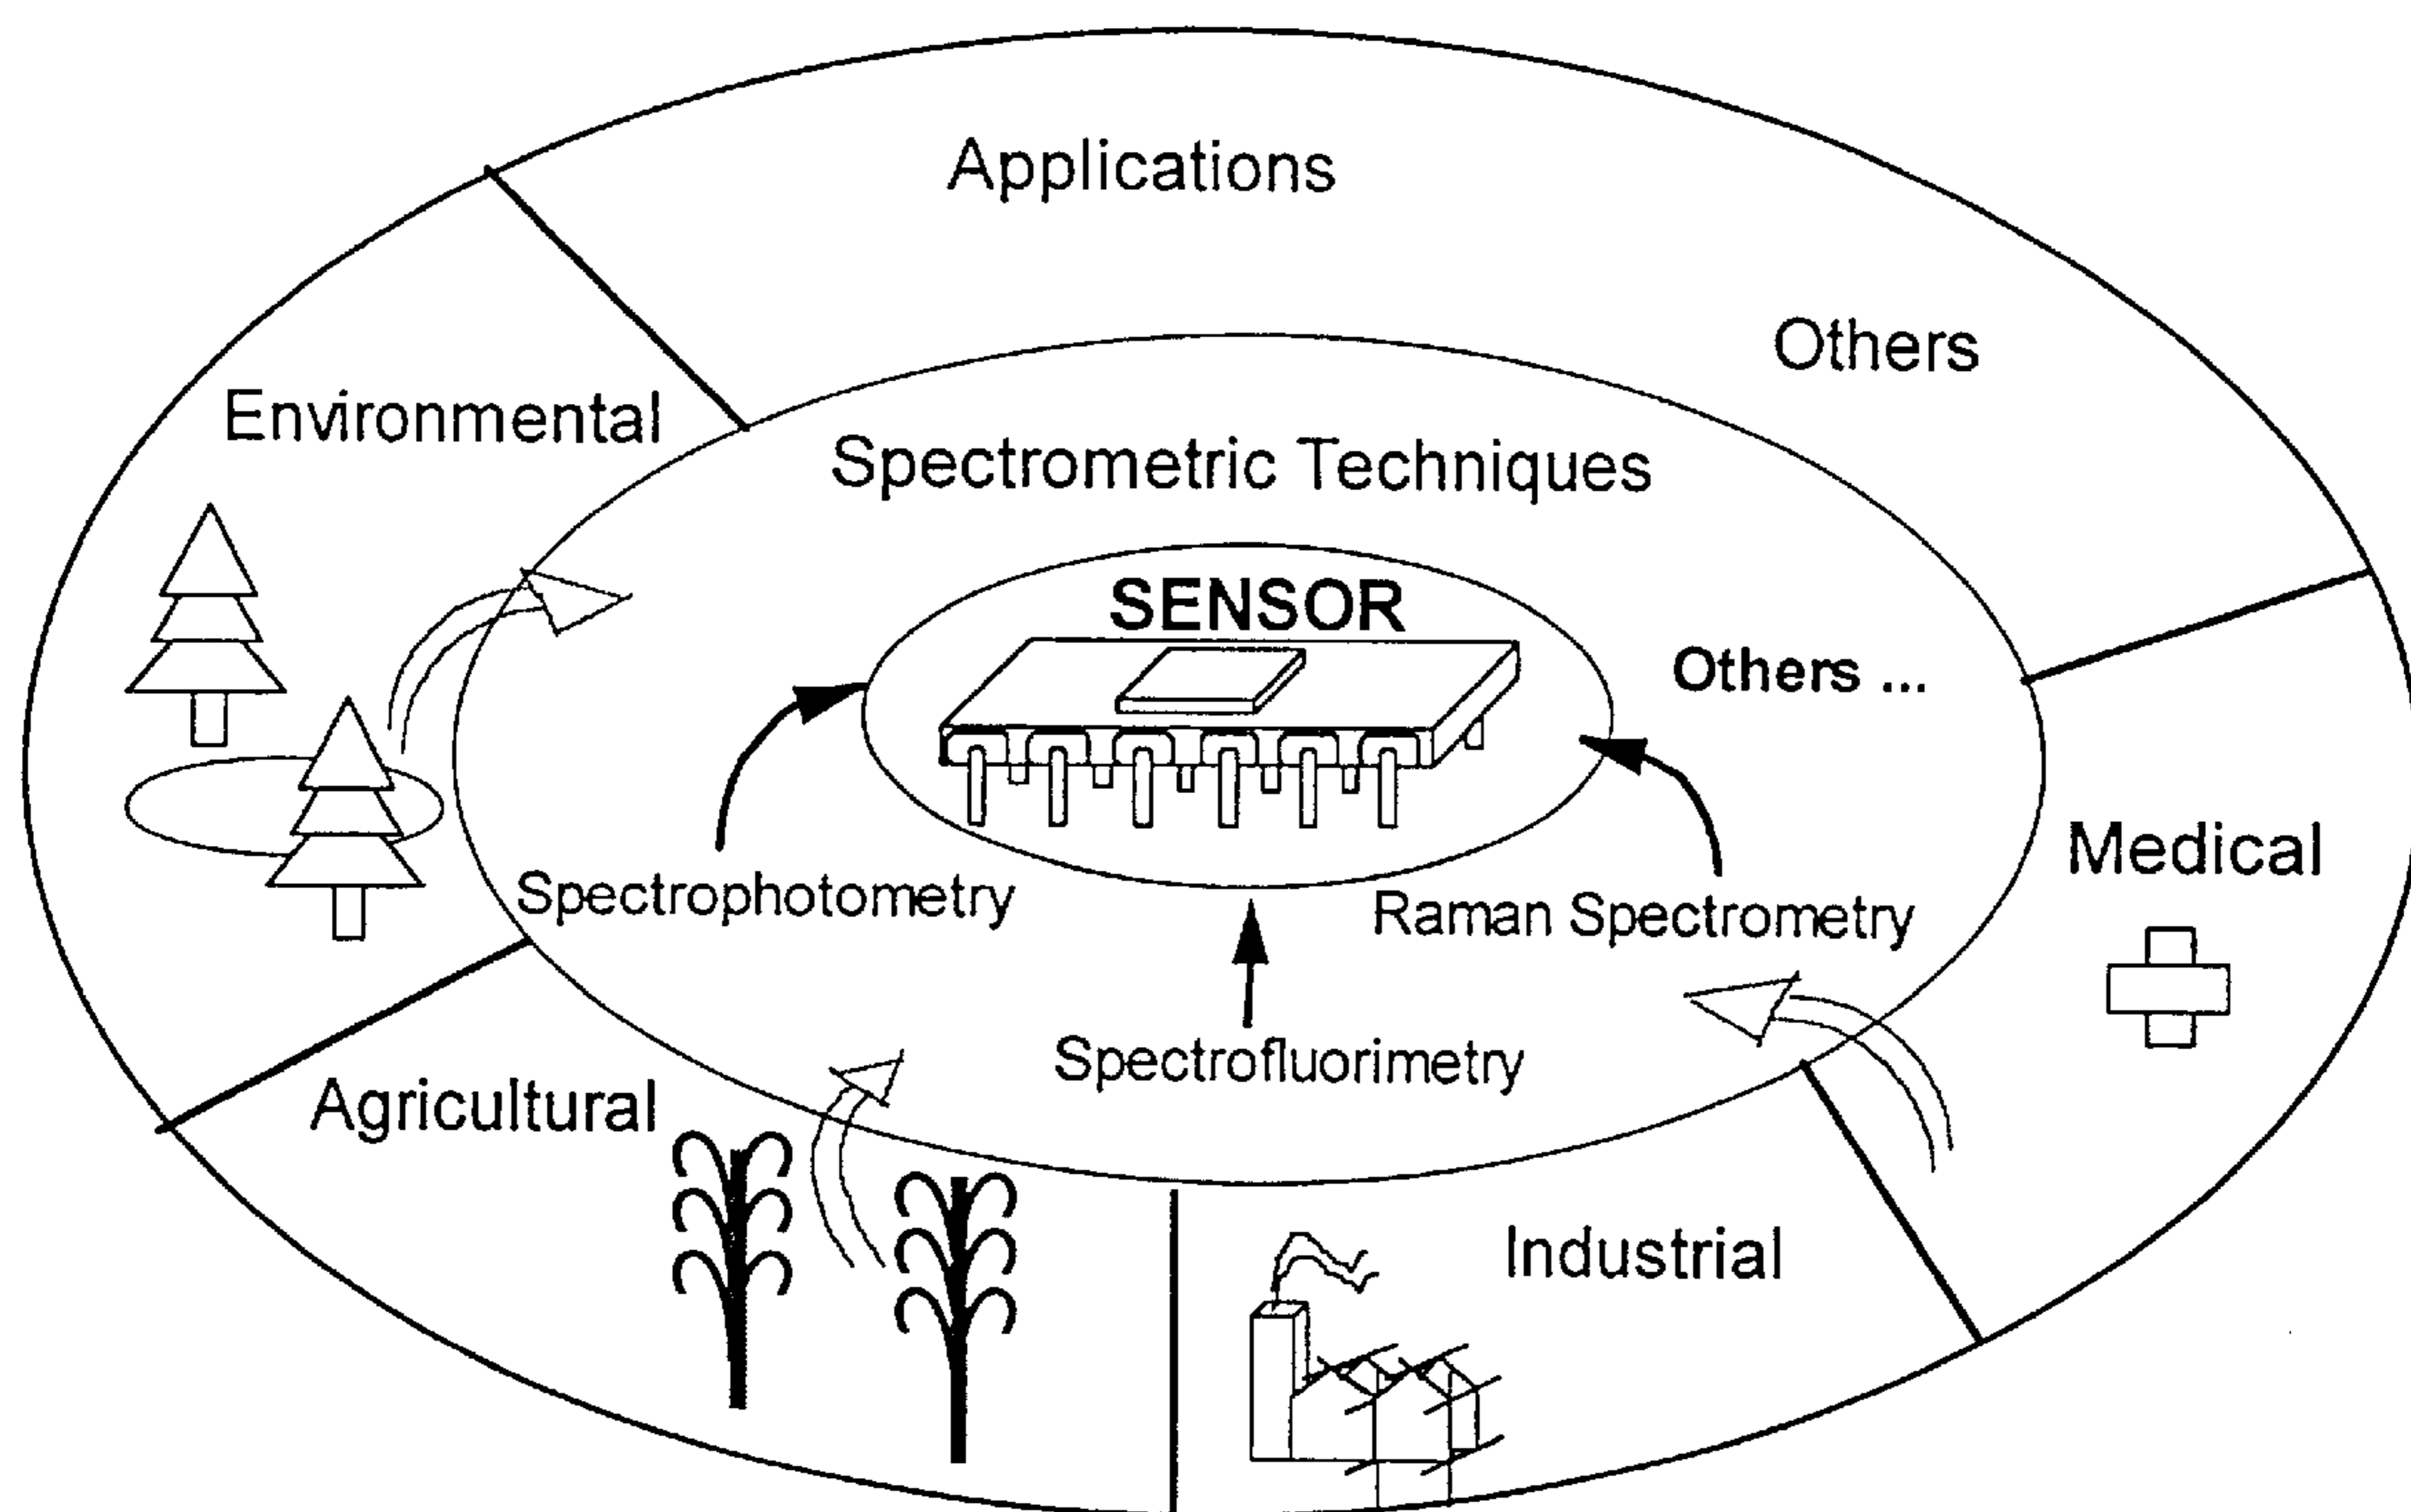 Applications
Others
Environmental
Spectrometric Techniques
SENSOR
Others ...
Medical
Spectrophotometry
Raman Spectrometry
Spectrofluorimetry
Agricultural
Industrial